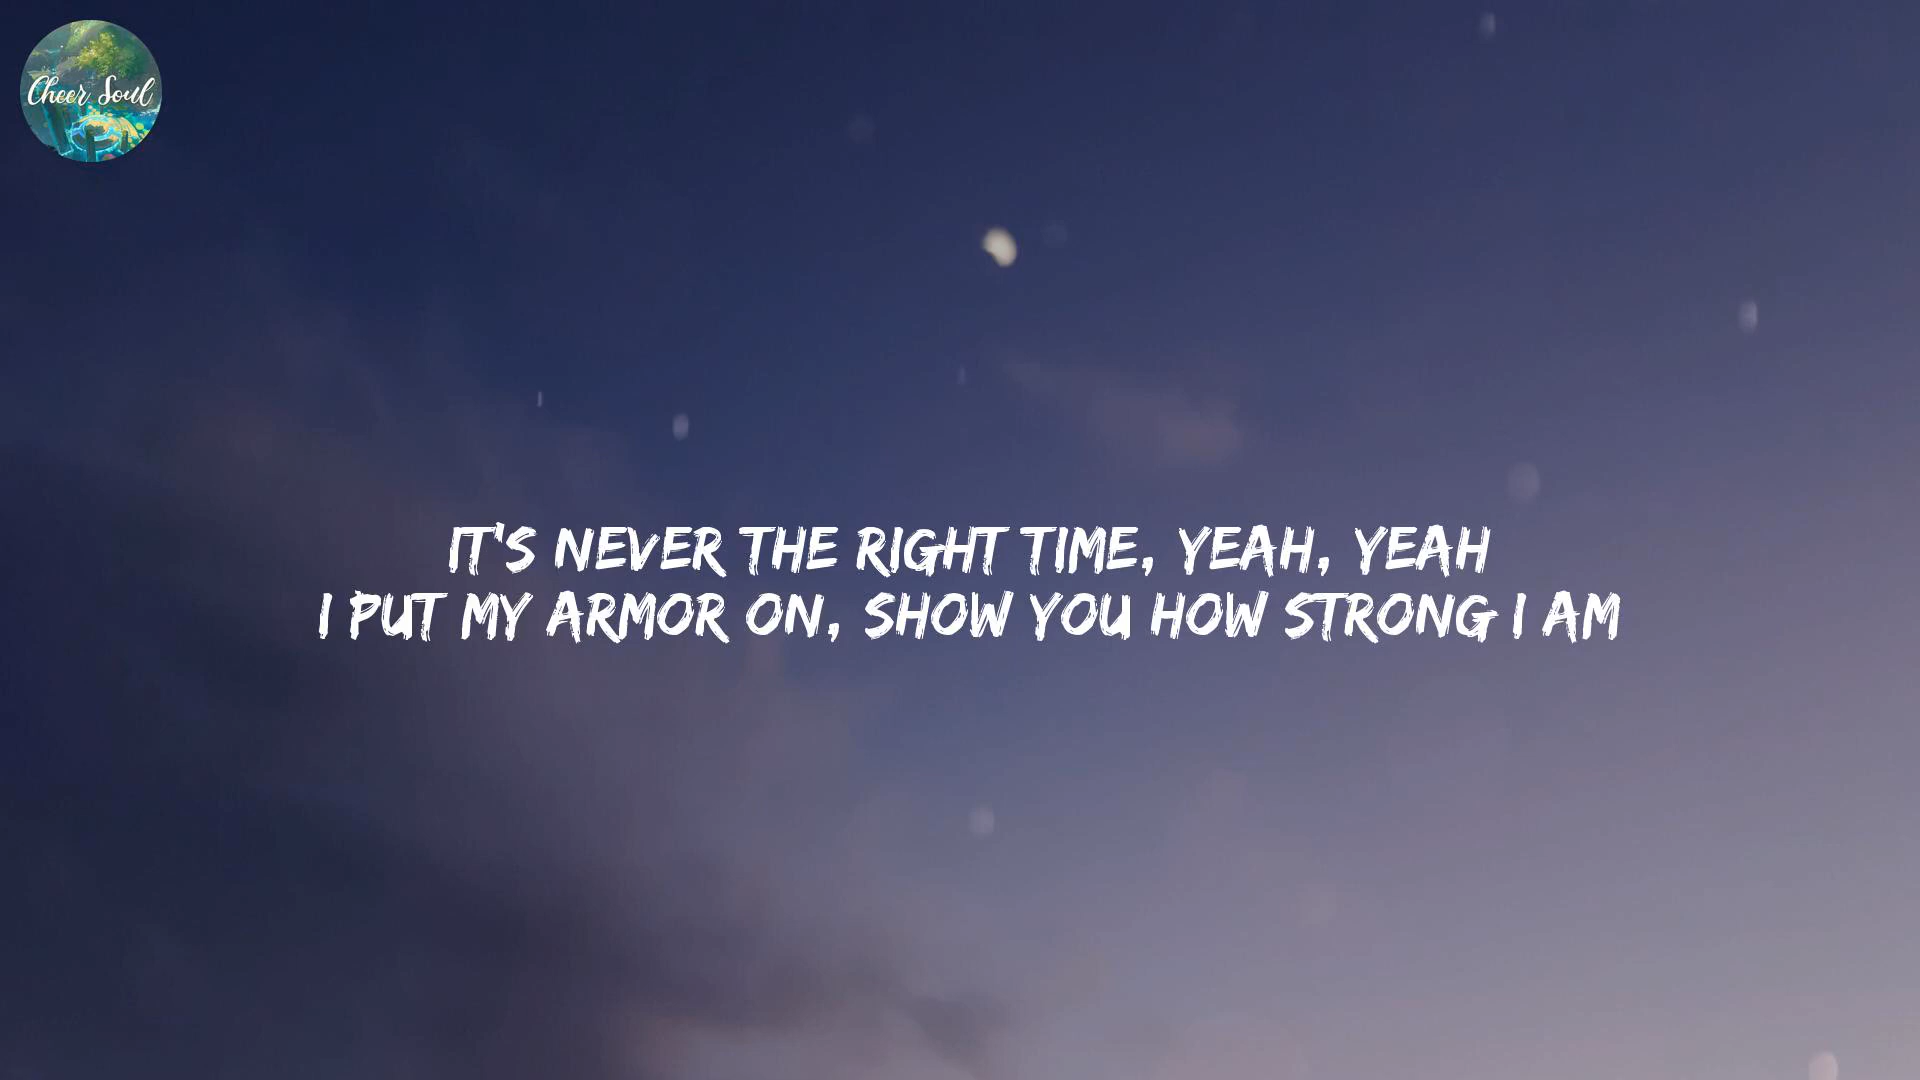 Cheer Soul
IT'S NEVER THE RIGHT TIME, YEAH, YEAH
I PUT MY ARMOR ON, SHOW YOU HOW STRONG I AM